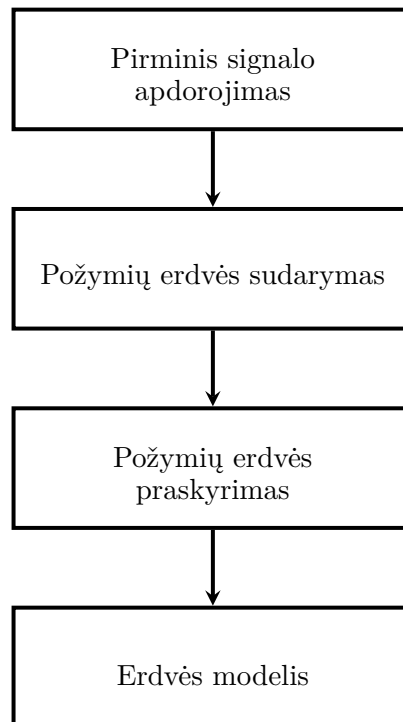 Pirminis signalo
apdorojimas
Požymių erdvės sudarymas
Požymių erdvės
praskyrimas
Erdvės modelis